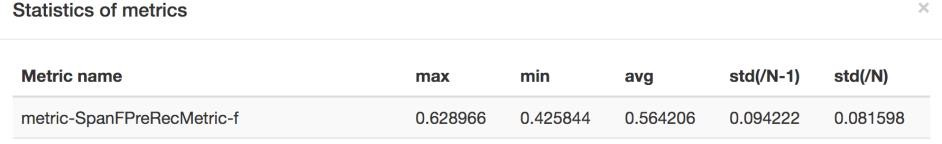 Statistics of metrics ×
Metric name max min avg std(/N-1) std(/N)
metric-SpanFPreRecMetric-f 0.628966 0.425844 0.564206 0.094222 0.081598